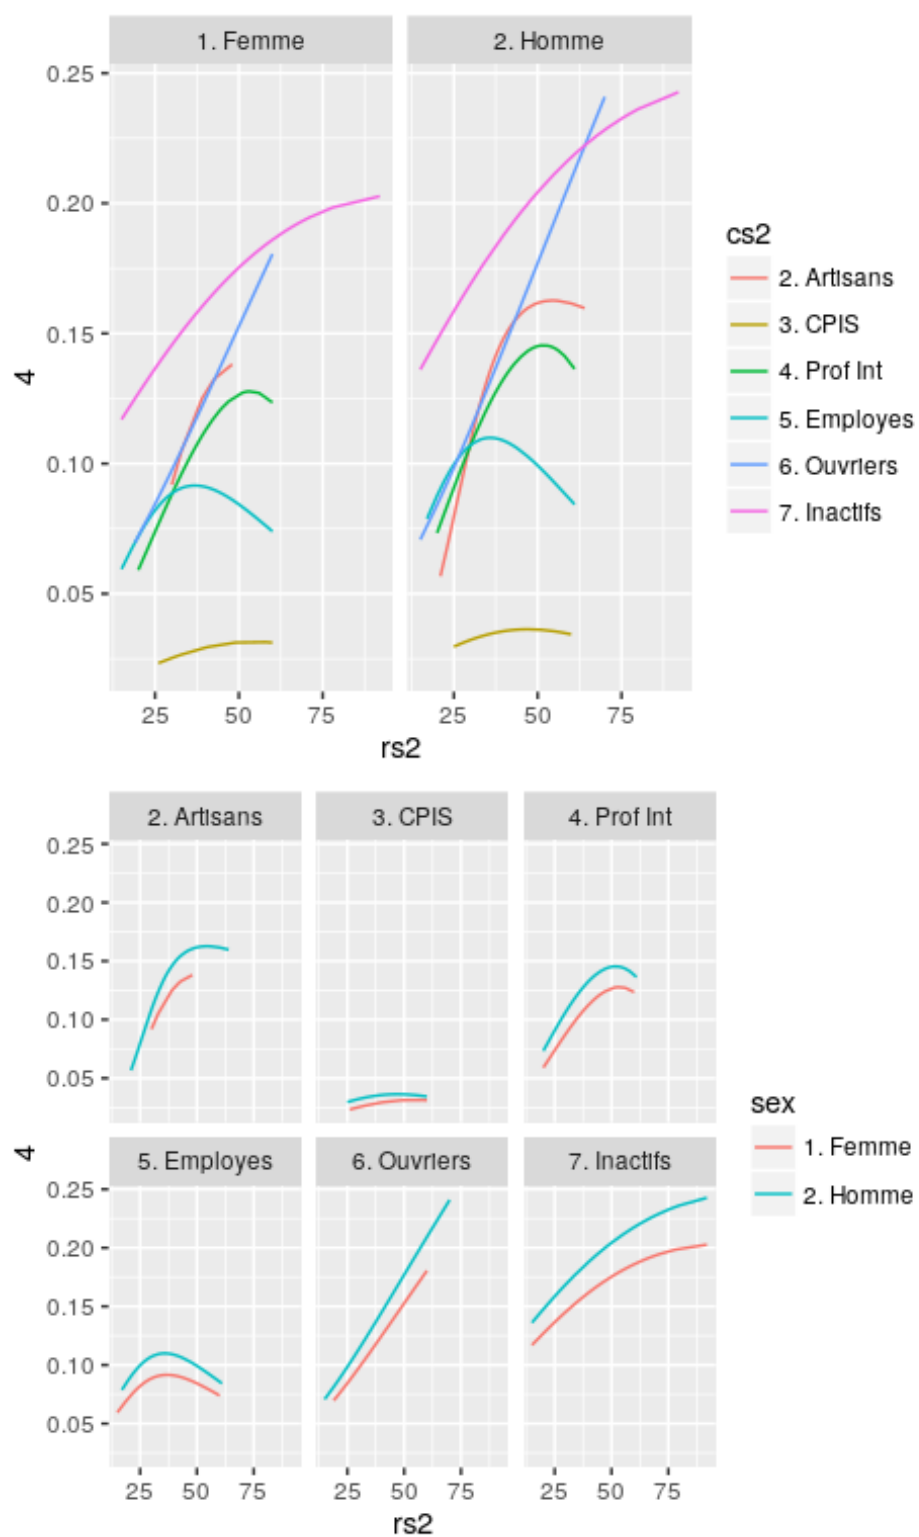 1. Femme 2. Homme
0.25
0.20
0.15
0.10
0.05
4
25 50 75 25 50 75
rs2
cs2
2. Artisans
3. CPIS
4. Prof Int
5. Employes
6. Ouvriers
7. Inactifs
2. Artisans 3. CPIS 4. Prof Int
0.25
0.20
0.15
0.10
0.05
4
5. Employes 6. Ouvriers 7. Inactifs
0.25
0.20
0.15
0.10
0.05
25 50 75 25 50 75 25 50 75
rs2
sex
1. Femme
2. Homme